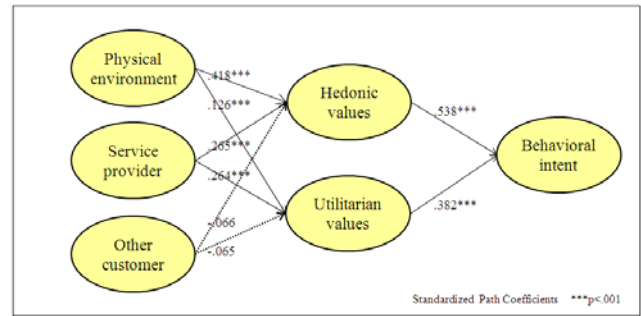 Physical
environment
Service
provider
Other
customer
.418***
.126***
.265***
.264***
-.066
-.065
Hedonic
values
Utilitarian
values
.538***
.382***
Behavioral
intent
Standardized Path Coefficients ***p<.001